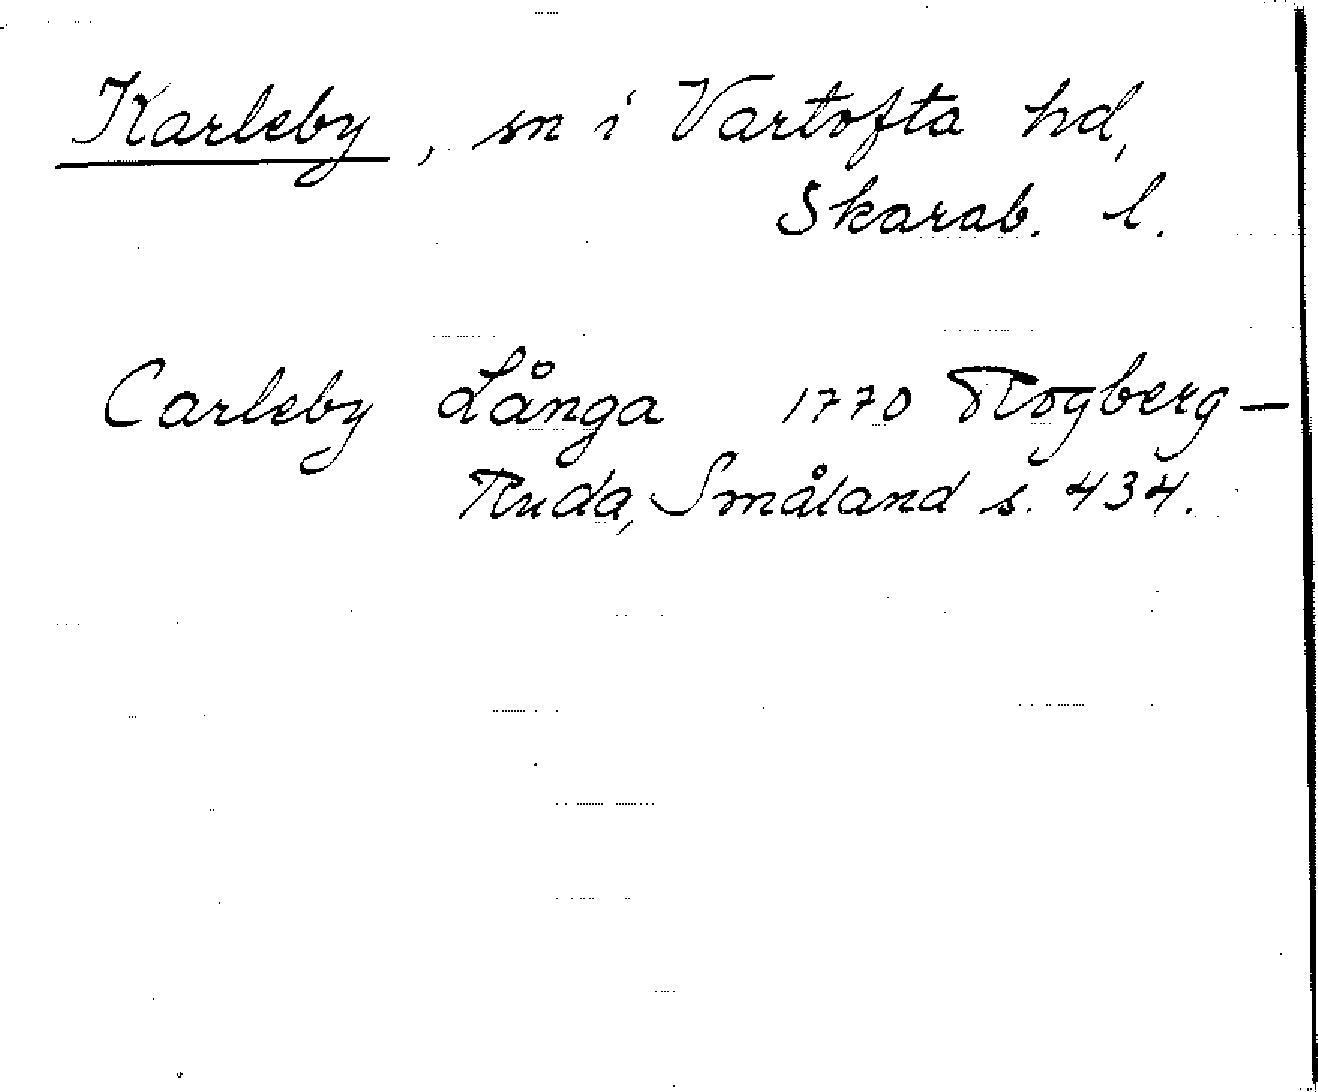 Karleby, sn i Vartofta hd,
Skarab. l.
Carleby Långa 1770 Rogberg—
Ruda, Småland s. 434.